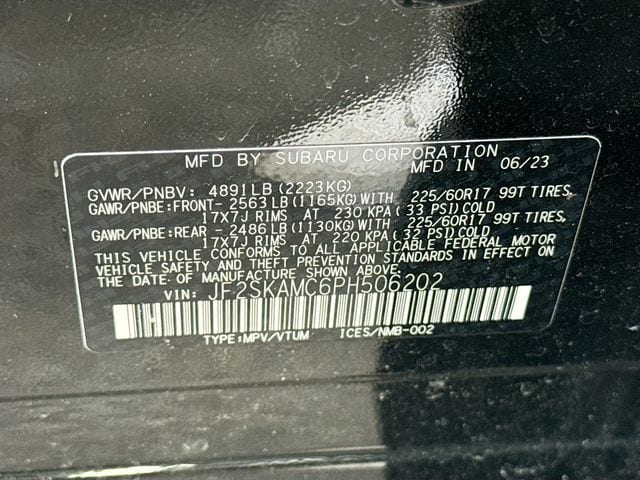 MFD BY SUBARU CORPORATION
MFD IN 06/23
GVWR/PNBV: 4891LB(2223KG)
GAWR/PNBE:FRONT-2563LB(1165KG)WITH 225/60R17 99T TIRES,
17X7J RIMS AT 230 KPA(33 PSI)COLD
GAWR/PNBE:REAR -2486LB(1130KG)WITH 225/60R17 99T TIRES,
17X7J RIMS AT 220 KPA(32 PSI)COLD
THIS VEHICLE CONFORMS TO ALL APPLICABLE FEDERAL MOTOR
VEHICLE SAFETY AND THEFT PREVENTION STANDARDS IN EFFECT ON
THE DATE OF MANUFACTURE SHOWN ABOVE.
VIN: JF2SKAMC6PH506202
TYPE:MPV/VTUM ICES/NMB-002